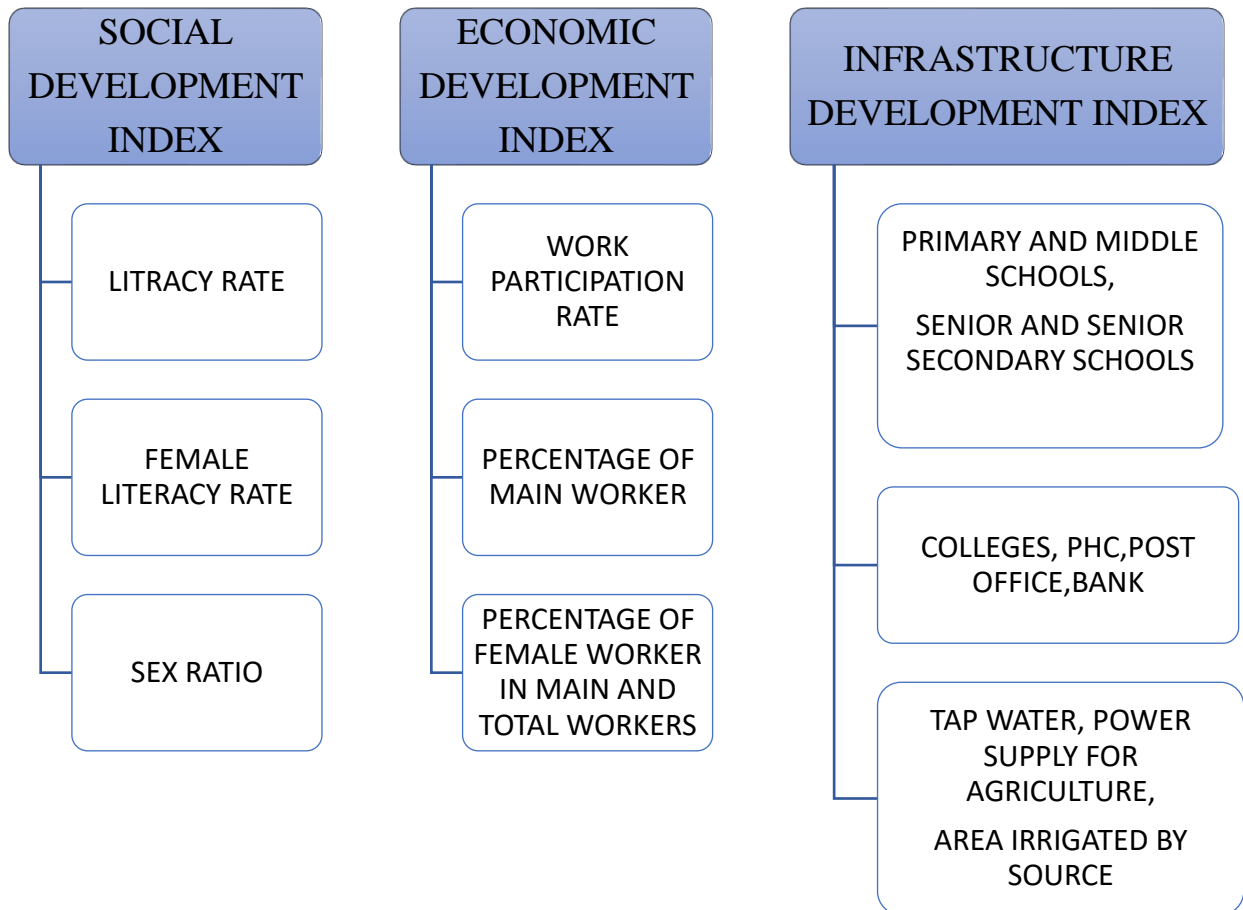 SOCIAL
DEVELOPMENT
INDEX
LITRACY RATE
FEMALE
LITERACY RATE
SEX RATIO
ECONOMIC
DEVELOPMENT
INDEX
WORK
PARTICIPATION
RATE
PERCENTAGE OF
MAIN WORKER
PERCENTAGE OF
FEMALE WORKER
IN MAIN AND
TOTAL WORKERS
INFRASTRUCTURE
DEVELOPMENT INDEX
PRIMARY AND MIDDLE
SCHOOLS,
SENIOR AND SENIOR
SECONDARY SCHOOLS
COLLEGES, PHC,POST
OFFICE,BANK
TAP WATER, POWER
SUPPLY FOR
AGRICULTURE,
AREA IRRIGATED BY
SOURCE